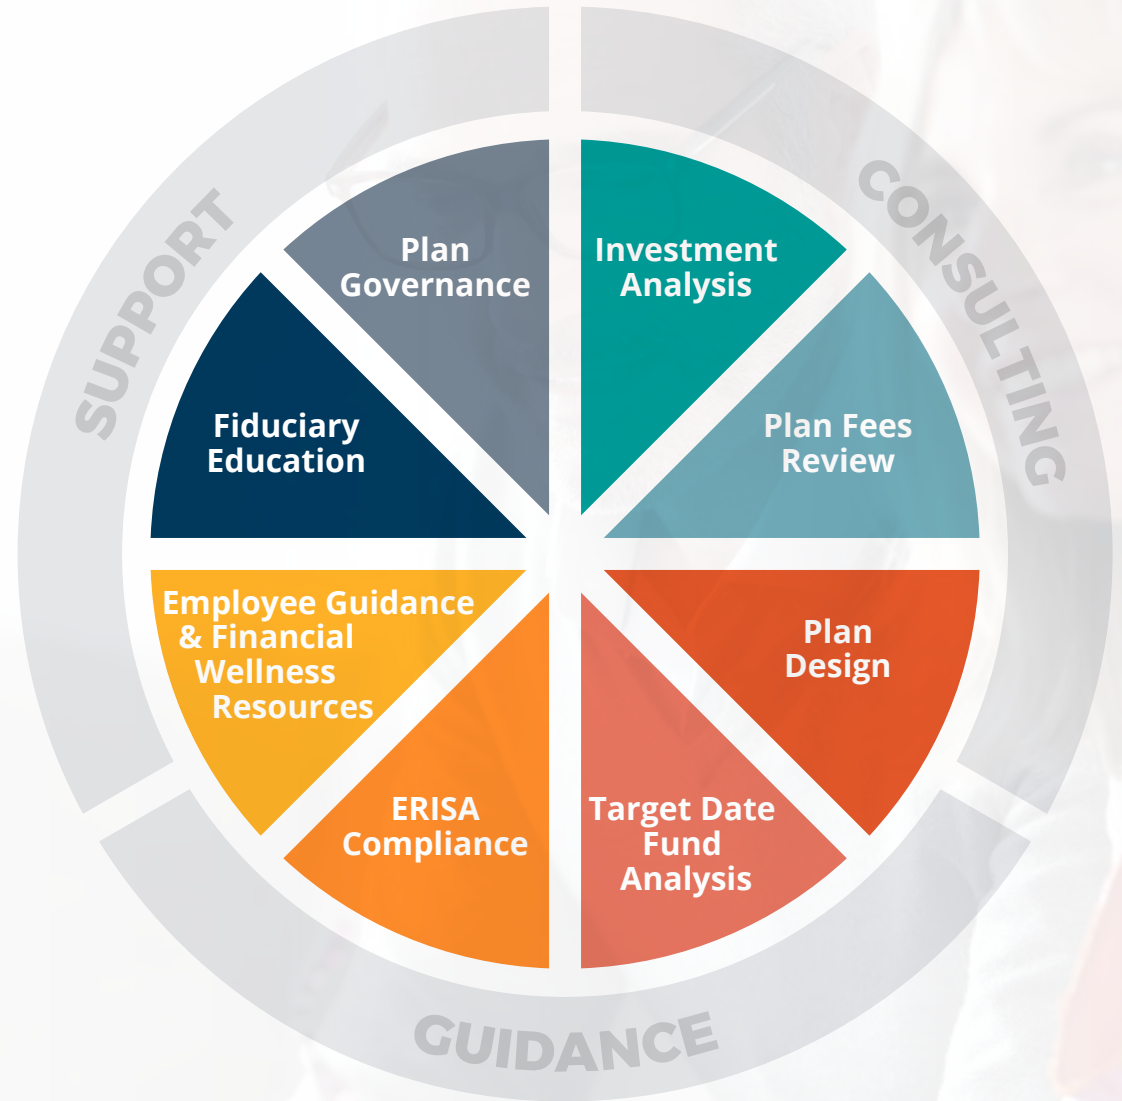 SUPPORT
CONSULTING
GUIDANCE
Plan
Governance
Investment
Analysis
Plan Fees
Review
Plan
Design
Target Date
Fund
Analysis
ERISA
Compliance
Employee Guidance
& Financial
Wellness
Resources
Fiduciary
Education